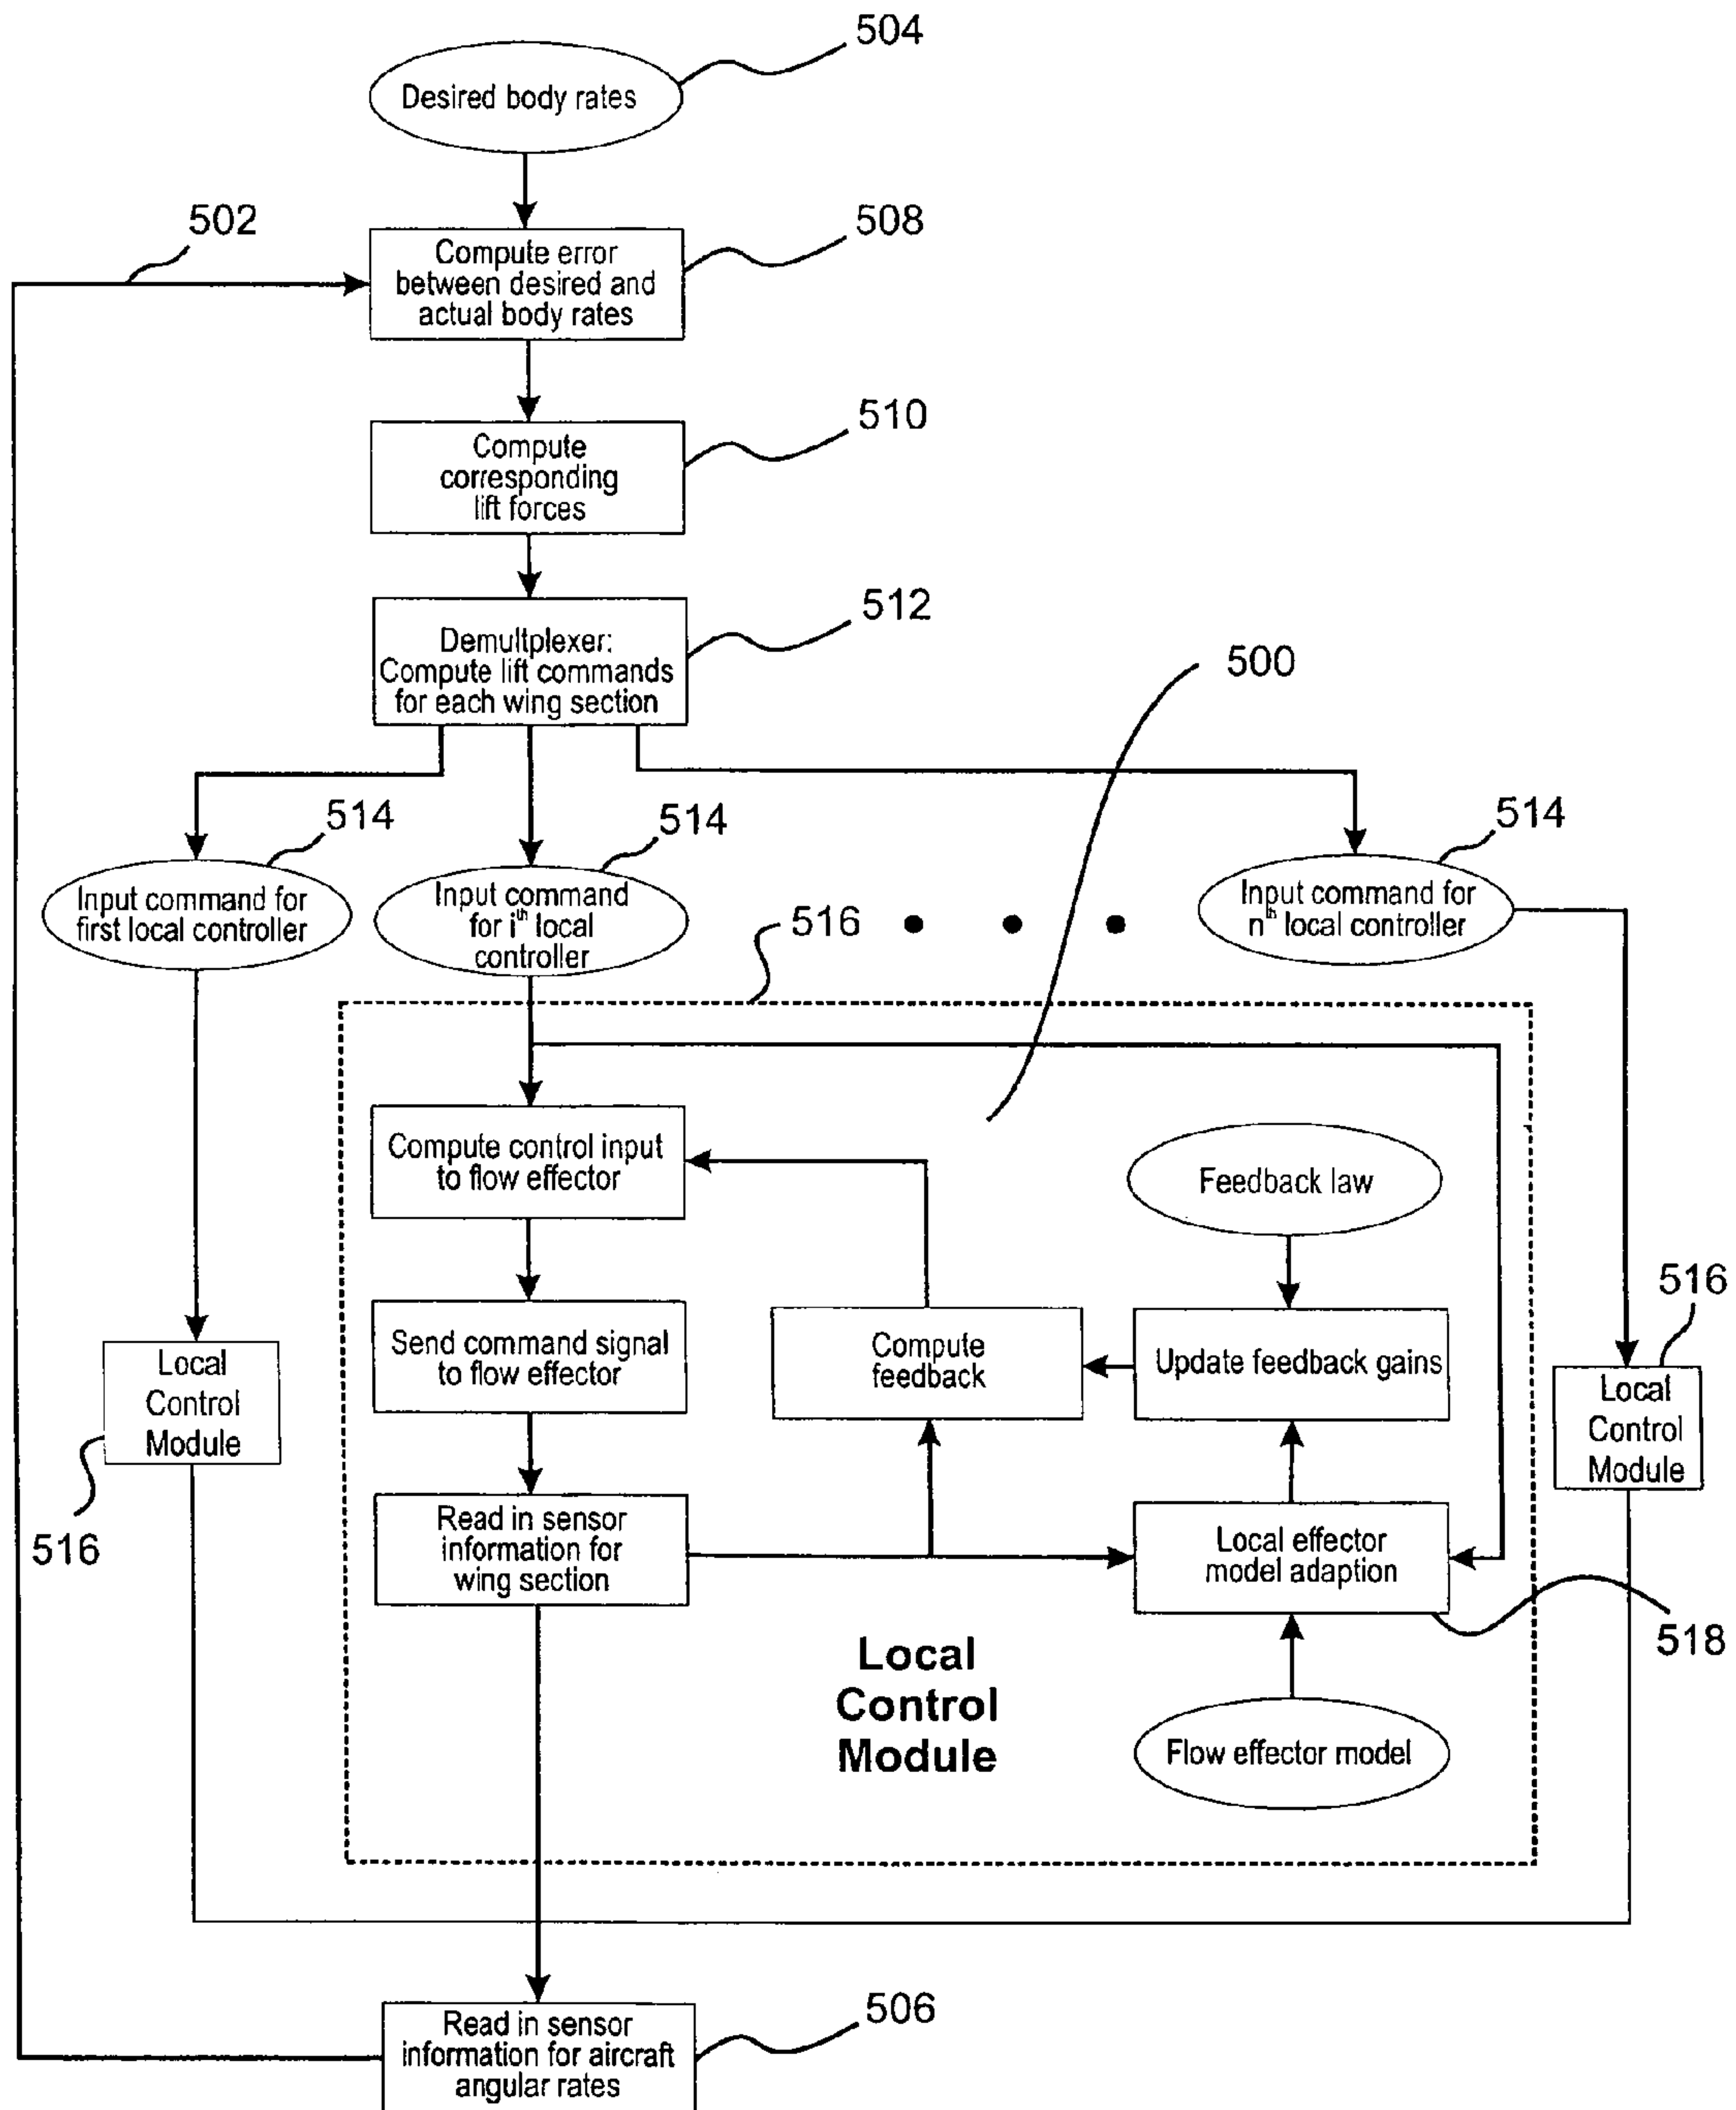 504
Desired body rates
502
508
Compute error
between desired and
actual body rates
510
Compute
corresponding
lift forces
512
Demultplexer:
Compute lift commands
for each wing section
500
514
514
514
Input command for
first local controller
Input command
for i^th local
controller
516
Input command for
n^th local controller
Compute control input
to flow effector
Feedback law
516
Send command signal
to flow effector
Compute
feedback
Update feedback gains
Local
Control
Module
Local
Control
Module
516
Read in sensor
information for
wing section
Local effector
model adaption
518
Local
Control
Module
Flow effector model
506
Read in sensor
information for aircraft
angular rates